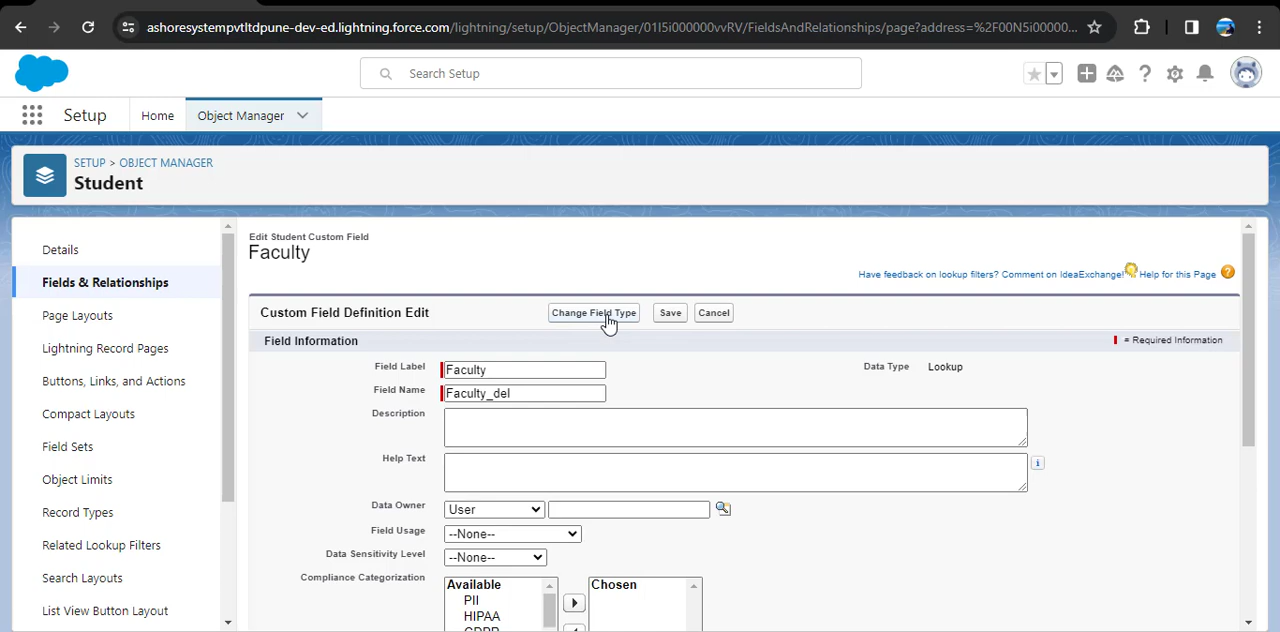 ashoresystempvtltdpune-dev-ed.lightning.force.com/lightning/setup/ObjectManager/01I5i000000vvRV/FieldsAndRelationships/page?address=%2F00N5i00000...
Search Setup
Setup
Home
Object Manager
SETUP > OBJECT MANAGER
Student
Details
Fields & Relationships
Page Layouts
Lightning Record Pages
Buttons, Links, and Actions
Compact Layouts
Field Sets
Object Limits
Record Types
Related Lookup Filters
Search Layouts
List View Button Layout
Edit Student Custom Field
Faculty
Have feedback on lookup filters? Comment on IdeaExchange!
Help for this Page
Custom Field Definition Edit
Change Field Type
Save
Cancel
Field Information
= Required Information
Field Label Faculty
Data Type Lookup
Field Name Faculty_del
Description
Help Text
Data Owner User
Field Usage --None--
Data Sensitivity Level --None--
Compliance Categorization
Available
Chosen
PII
HIPAA
GDPR